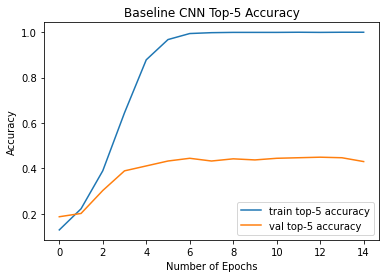 Baseline CNN Top-5 Accuracy
Accuracy
1.0
0.8
0.6
0.4
0.2
train top-5 accuracy
val top-5 accuracy
0 2 4 6 8 10 12 14
Number of Epochs